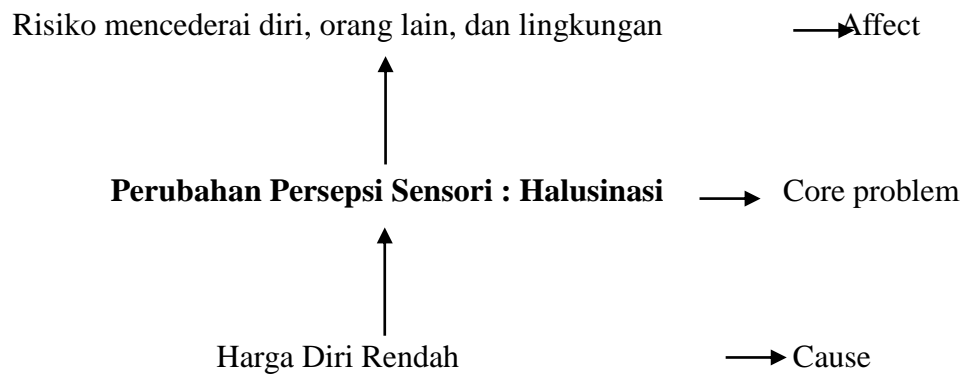 Risiko mencederai diri, orang lain, dan lingkungan Affect
Perubahan Persepsi Sensori : Halusinasi Core problem
Harga Diri Rendah Cause